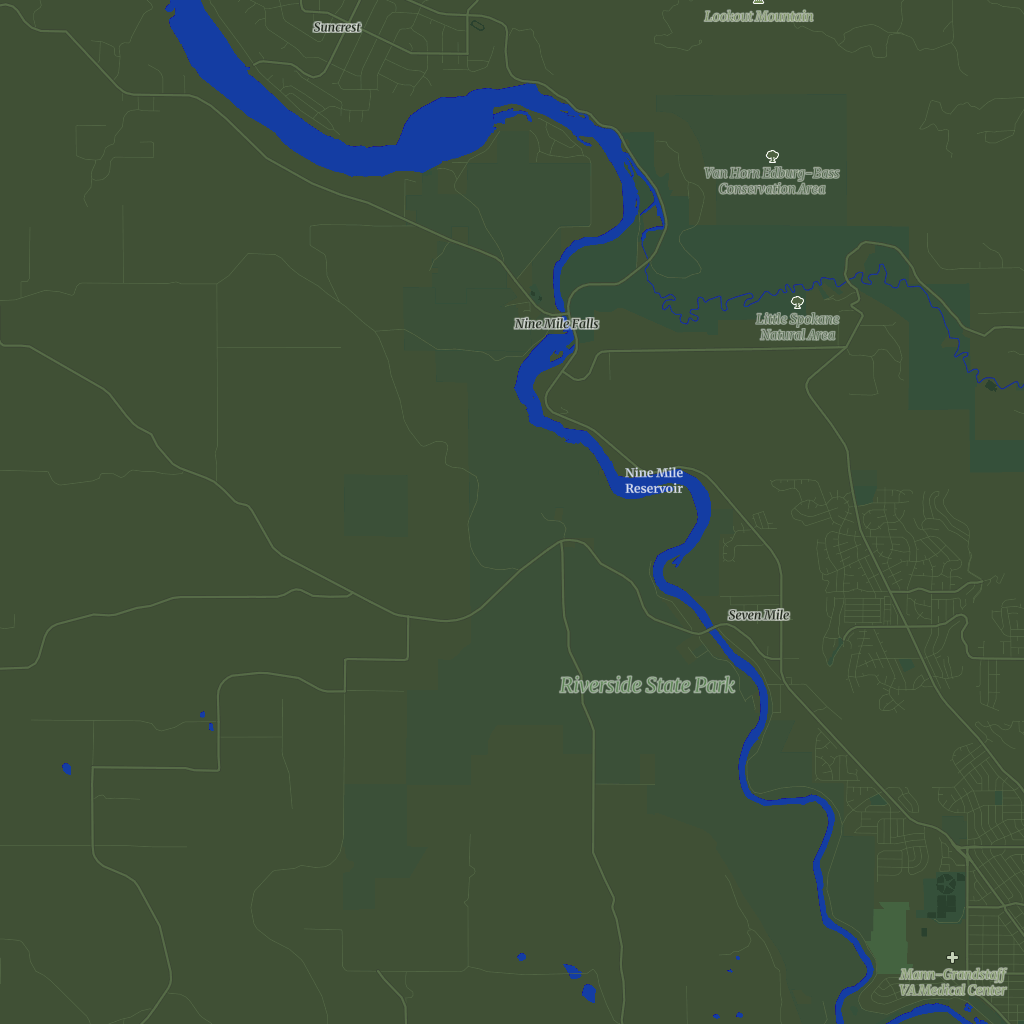 Lookout Mountain
Suncrest
Van Horn Edburg-Bass
Conservation Area
Little Spokane
Natural Area
Nine Mile Falls
Nine Mile
Reservoir
Seven Mile
Riverside State Park
Mann-Grandstaff
VA Medical Center